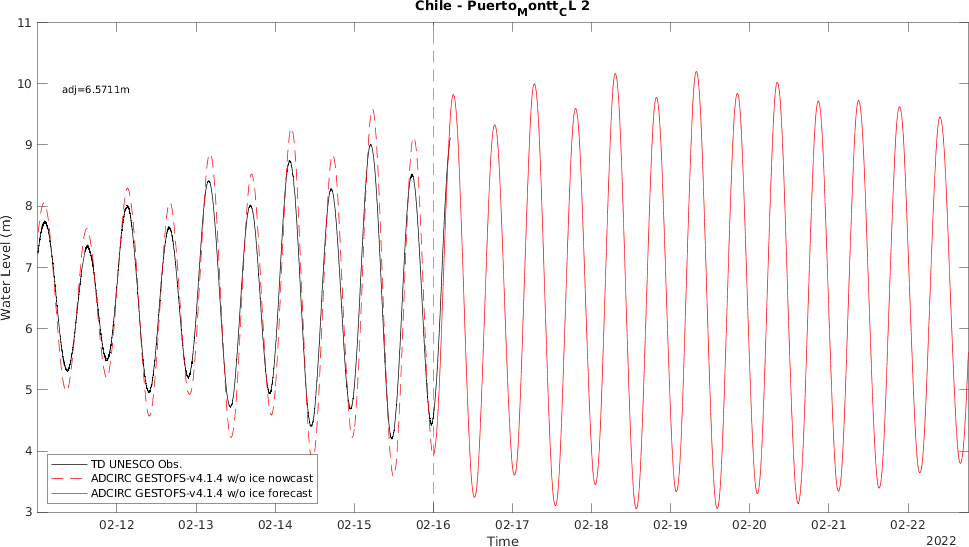 Chile - PuertoMonttCL 2
adj=6.5711m
Water Level (m)
11
10
9
8
7
6
5
4
3
TD UNESCO Obs.
ADCIRC GESTOFS-v4.1.4 w/o ice nowcast
ADCIRC GESTOFS-v4.1.4 w/o ice forecast
02-12 02-13 02-14 02-15 02-16 02-17 02-18 02-19 02-20 02-21 02-22
Time
2022